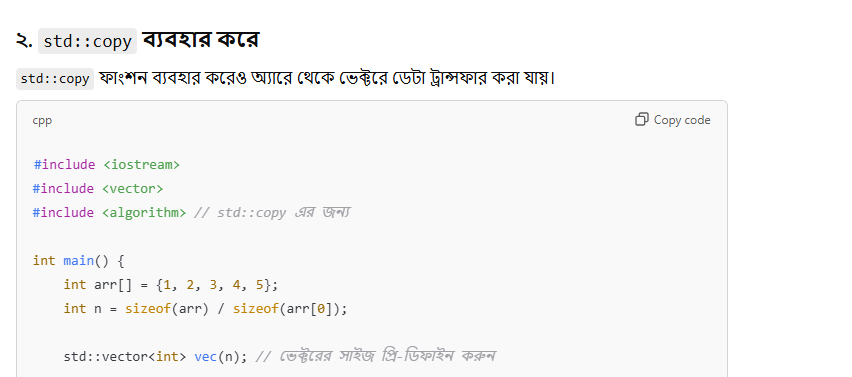 ২. std::copy ব্যবহার করে
std::copy ফাংশন ব্যবহার করেও অ্যারে থেকে ভেক্টরে ডেটা ট্রান্সফার করা যায়।
cpp
Copy code
#include <iostream>
#include <vector>
#include <algorithm> // std::copy এর জন্য
int main() {
int arr[] = {1, 2, 3, 4, 5};
int n = sizeof(arr) / sizeof(arr[0]);
std::vector<int> vec(n); // ভেক্টরের সাইজ প্রি-ডিফাইন করুন